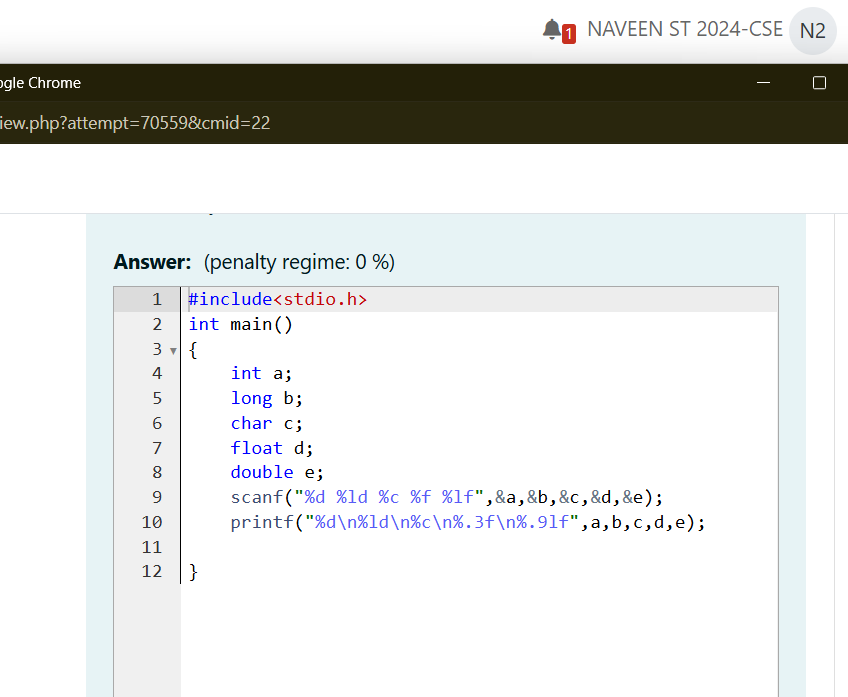 1 NAVEEN ST 2024-CSE N2
ogle Chrome
iew.php?attempt=70559&cmid=22
Answer: (penalty regime: 0 %)
1 #include<stdio.h>
2 int main()
3 {
4     int a;
5     long b;
6     char c;
7     float d;
8     double e;
9     scanf("%d %ld %c %f %lf",&a,&b,&c,&d,&e);
10     printf("%d\n%ld\n%c\n%.3f\n%.9lf",a,b,c,d,e);
11
12 }